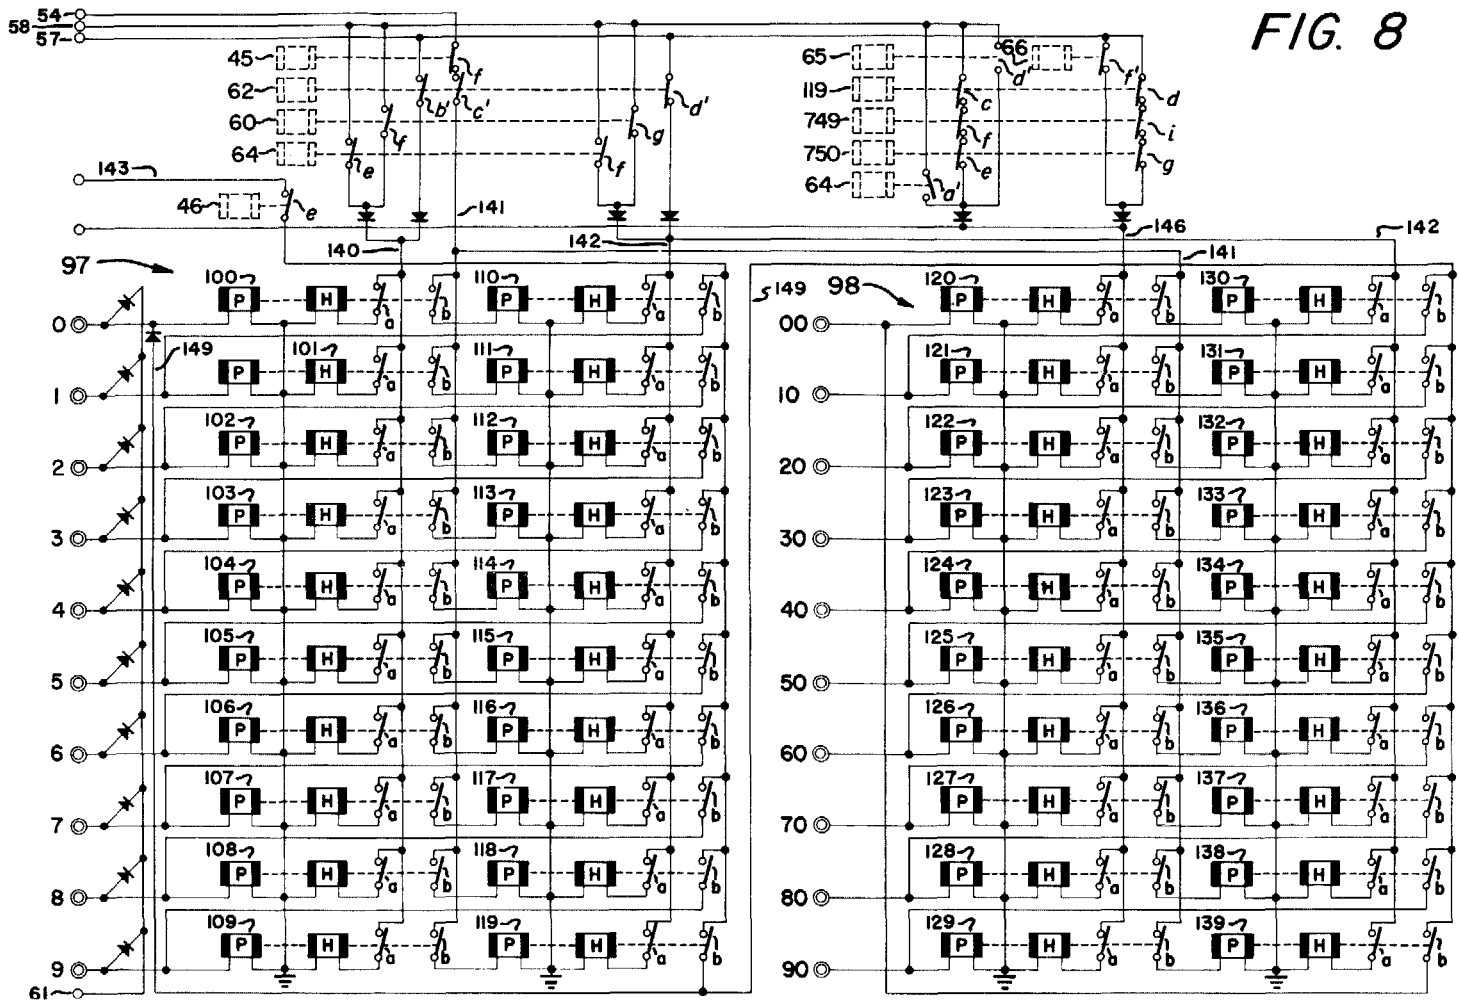 FIG. 8
54
58
57
45 f 65 66 d' f'
62 b' c' d' 119 c d
60 f g 749 f i
64 e f 750 e g
143 64 a'
46 e 141 146 142
140 142 141
97 149 98
100 P H a b 110 P H a b 120 P H a b 130 P H a b
0 00
149
101 P H a b 111 P H a b 121 P H a b 131 P H a b
1 10
102 P H a b 112 P H a b 122 P H a b 132 P H a b
2 20
103 P H a b 113 P H a b 123 P H a b 133 P H a b
3 30
104 P H a b 114 P H a b 124 P H a b 134 P H a b
4 40
105 P H a b 115 P H a b 125 P H a b 135 P H a b
5 50
106 P H a b 116 P H a b 126 P H a b 136 P H a b
6 60
107 P H a b 117 P H a b 127 P H a b 137 P H a b
7 70
108 P H a b 118 P H a b 128 P H a b 138 P H a b
8 80
109 P H a b 119 P H a b 129 P H a b 139 P H a b
9 90
61